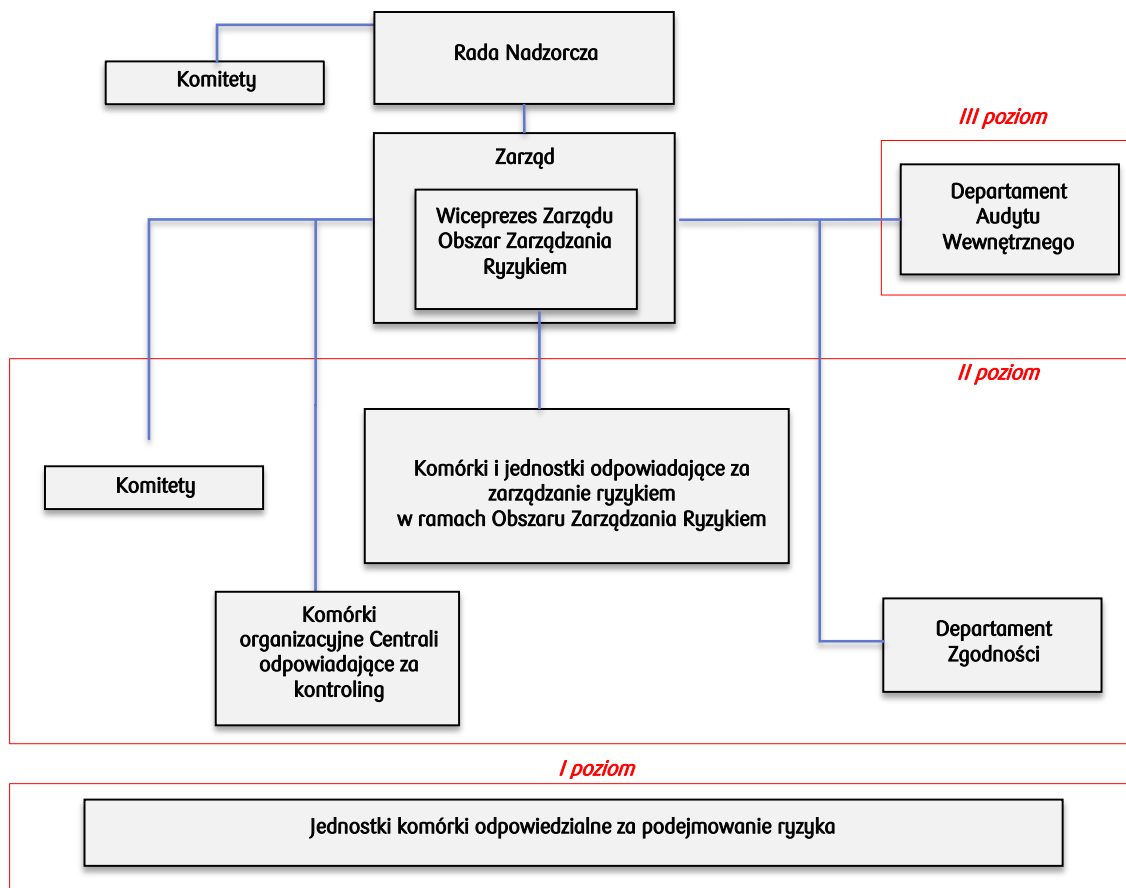 Rada Nadzorcza
Komitety
III poziom
Zarząd
Wiceprezes Zarządu
Obszar Zarządzania
Ryzykiem
Departament
Audytu
Wewnętrznego
II poziom
Komórki i jednostki odpowiadające za
zarządzanie ryzykiem
w ramach Obszaru Zarządzania Ryzykiem
Komitety
Komórki
organizacyjne Centrali
odpowiadające za
kontroling
Departament
Zgodności
I poziom
Jednostki komórki odpowiedzialne za podejmowanie ryzyka